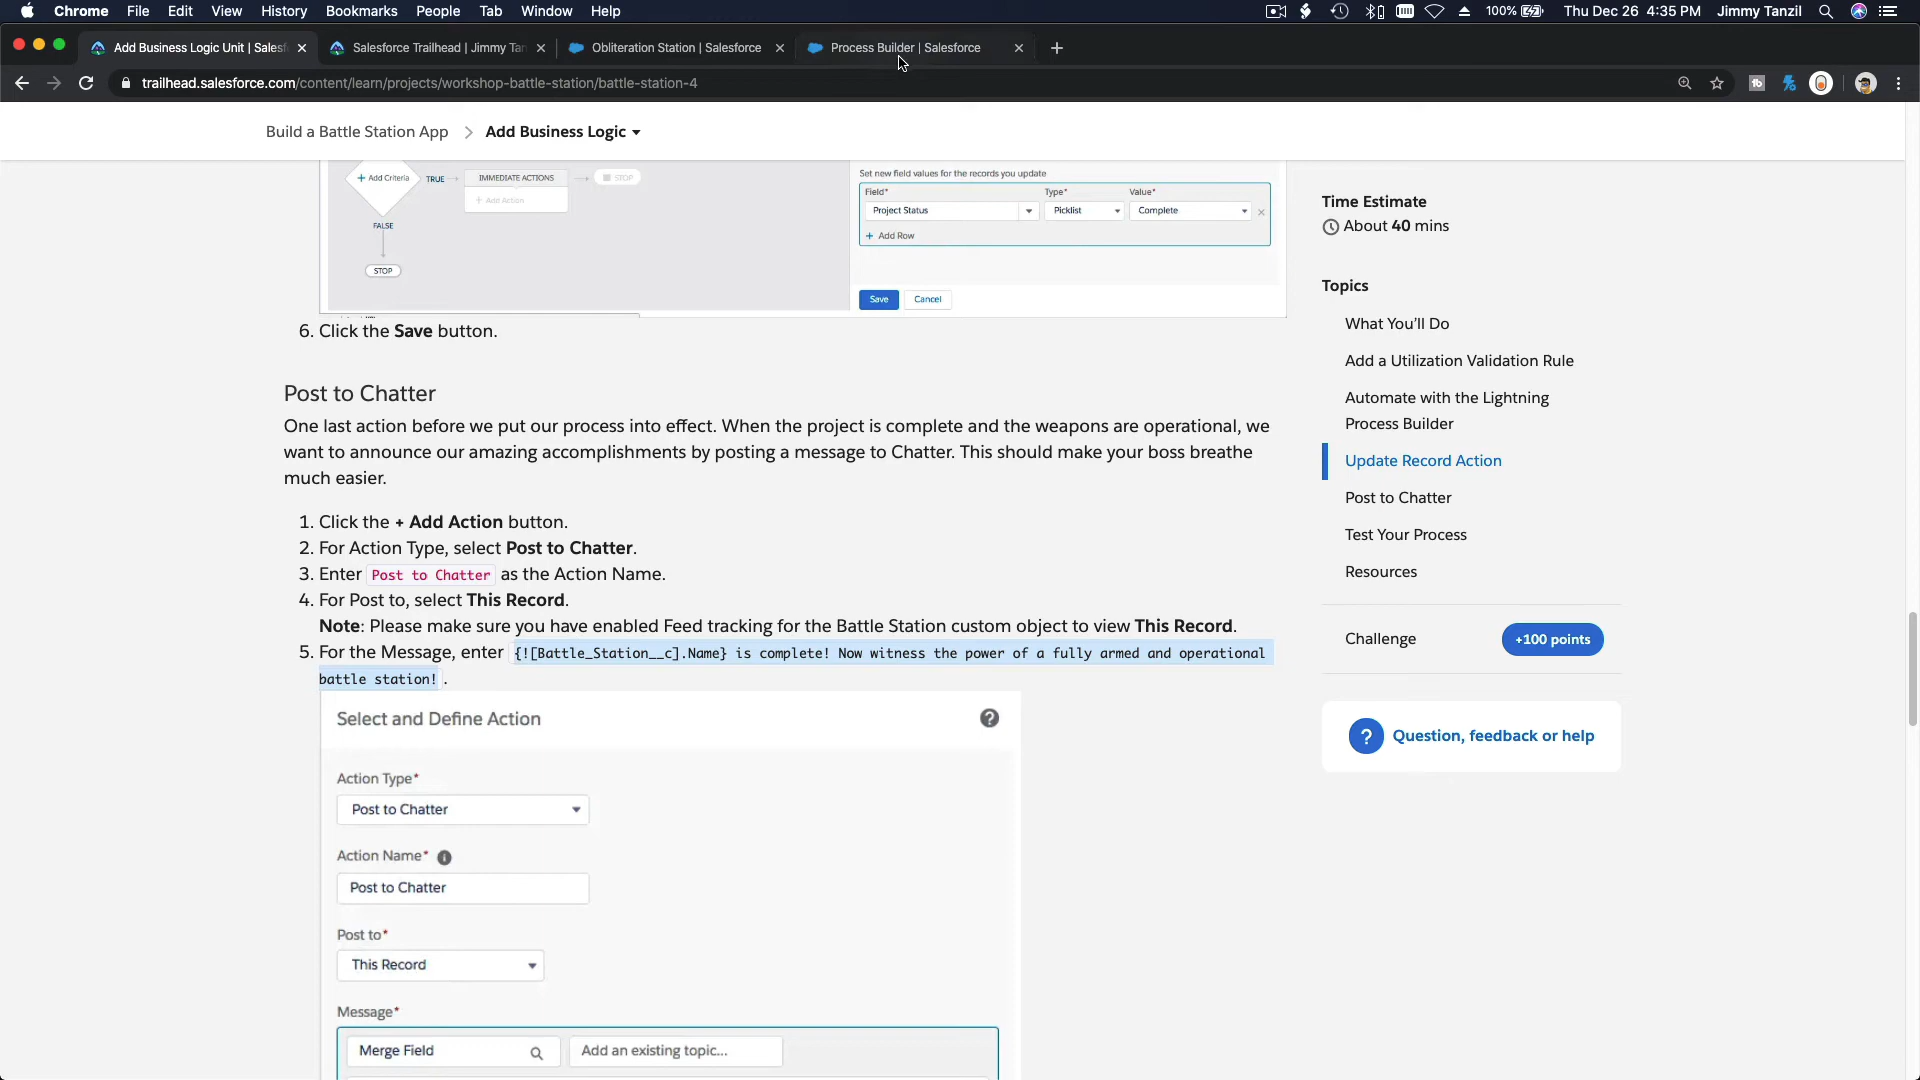 Chrome File Edit View History Bookmarks People Tab Window Help 100% Thu Dec 26 4:35 PM Jimmy Tanzil
Add Business Logic Unit | Salesf Salesforce Trailhead | Jimmy Tan Obliteration Station | Salesforce Process Builder | Salesforce
trailhead.salesforce.com/content/learn/projects/workshop-battle-station/battle-station-4
Build a Battle Station App > Add Business Logic
+ Add Criteria
TRUE
IMMEDIATE ACTIONS
STOP
+ Add Action
FALSE
STOP
Set new field values for the records you update
Field* Type* Value*
Project Status Picklist Complete
+ Add Row
Save Cancel
6. Click the Save button.
Post to Chatter
One last action before we put our process into effect. When the project is complete and the weapons are operational, we
want to announce our amazing accomplishments by posting a message to Chatter. This should make your boss breathe
much easier.
1. Click the + Add Action button.
2. For Action Type, select Post to Chatter.
3. Enter Post to Chatter as the Action Name.
4. For Post to, select This Record.
Note: Please make sure you have enabled Feed tracking for the Battle Station custom object to view This Record.
5. For the Message, enter {![Battle_Station__c].Name} is complete! Now witness the power of a fully armed and operational
battle station! .
Select and Define Action ?
Action Type*
Post to Chatter
Action Name* i
Post to Chatter
Post to*
This Record
Message*
Merge Field Add an existing topic...
Time Estimate
About 40 mins
Topics
What You'll Do
Add a Utilization Validation Rule
Automate with the Lightning
Process Builder
Update Record Action
Post to Chatter
Test Your Process
Resources
Challenge +100 points
? Question, feedback or help